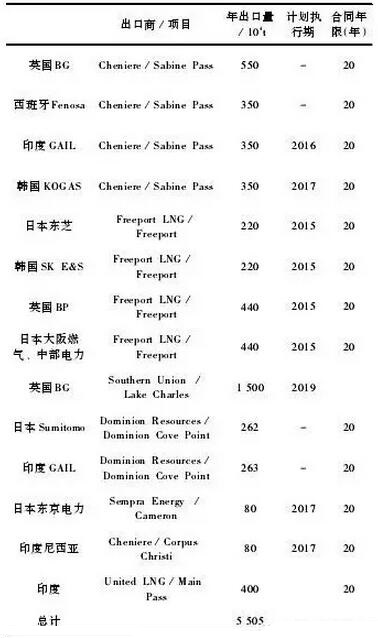 出口商/项目 年出口量/10⁴t 计划执行期 合同年限(年)
英国BG Cheniere/Sabine Pass 550 – 20
西班牙Fenosa Cheniere/Sabine Pass 350 – 20
印度GAIL Cheniere/Sabine Pass 350 2016 20
韩国KOGAS Cheniere/Sabine Pass 350 2017 20
日本东芝 Freeport LNG/Freeport 220 2015 20
韩国SK E&S Freeport LNG/Freeport 220 2015 20
英国BP Freeport LNG/Freeport 440 2015 20
日本大阪燃气、中部电力 Freeport LNG/Freeport 440 2015 20
英国BG Southern Union /Lake Charles 1 500 2019
日本Sumitomo Dominion Resources/Dominion Cove Point 262 – 20
印度GAIL Dominion Resources/Dominion Cove Point 263 – 20
日本东京电力 Sempra Energy /Cameron 80 2017 20
印度尼西亚 Cheniere/Corpus Christi 80 2017 20
印度 United LNG/Main Pass 400 20
总计 5 505